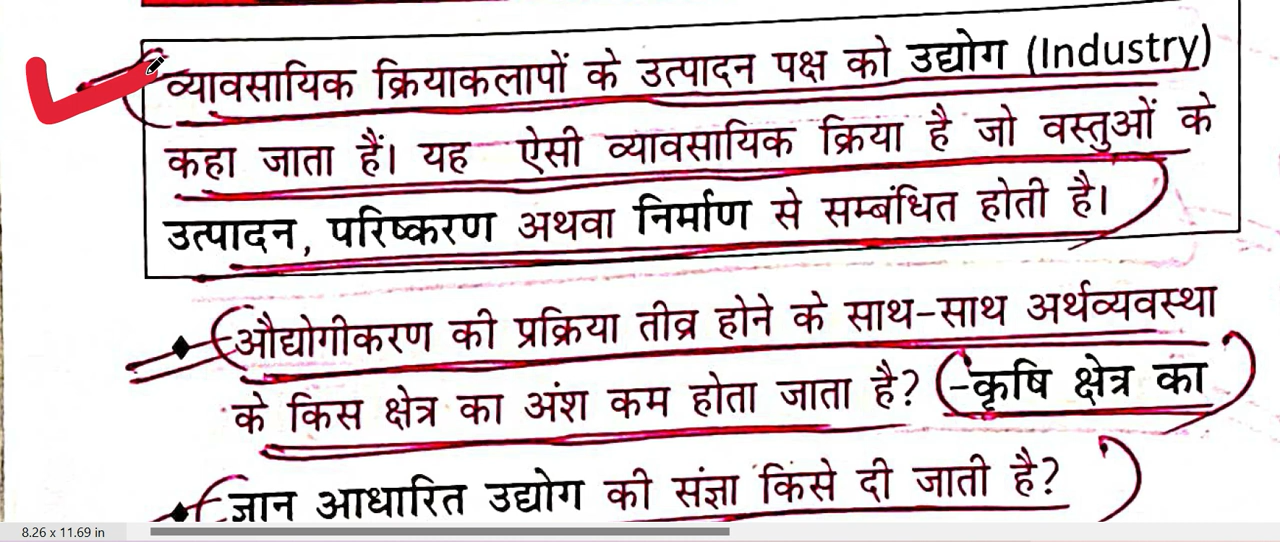 व्यावसायिक क्रियाकलापों के उत्पादन पक्ष को उद्योग (Industry)
कहा जाता हैं। यह ऐसी व्यावसायिक क्रिया है जो वस्तुओं के
उत्पादन, परिष्करण अथवा निर्माण से सम्बंधित होती है।
औद्योगीकरण की प्रक्रिया तीव्र होने के साथ-साथ अर्थव्यवस्था
के किस क्षेत्र का अंश कम होता जाता है? -कृषि क्षेत्र का
ज्ञान आधारित उद्योग की संज्ञा किसे दी जाती है?
8.26 x 11.69 in